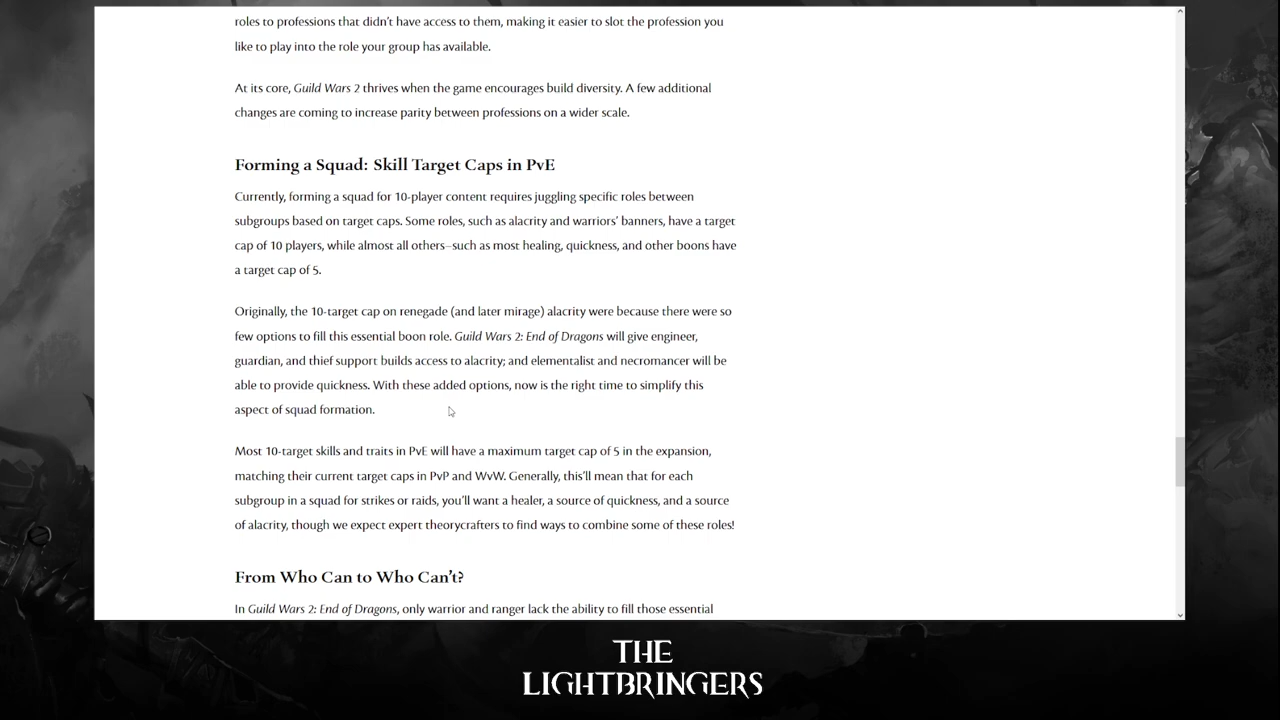 roles to professions that didn’t have access to them, making it easier to slot the profession you
like to play into the role your group has available.
At its core, Guild Wars 2 thrives when the game encourages build diversity. A few additional
changes are coming to increase parity between professions on a wider scale.
Forming a Squad: Skill Target Caps in PvE
Currently, forming a squad for 10-player content requires juggling specific roles between
subgroups based on target caps. Some roles, such as alacrity and warriors’ banners, have a target
cap of 10 players, while almost all others—such as most healing, quickness, and other boons have
a target cap of 5.
Originally, the 10-target cap on renegade (and later mirage) alacrity were because there were so
few options to fill this essential boon role. Guild Wars 2: End of Dragons will give engineer,
guardian, and thief support builds access to alacrity; and elementalist and necromancer will be
able to provide quickness. With these added options, now is the right time to simplify this
aspect of squad formation.
Most 10-target skills and traits in PvE will have a maximum target cap of 5 in the expansion,
matching their current target caps in PvP and WvW. Generally, this’ll mean that for each
subgroup in a squad for strikes or raids, you’ll want a healer, a source of quickness, and a source
of alacrity, though we expect expert theorycrafters to find ways to combine some of these roles!
From Who Can to Who Can’t?
In Guild Wars 2: End of Dragons, only warrior and ranger lack the ability to fill those essential
THE
LIGHTBRINGERS